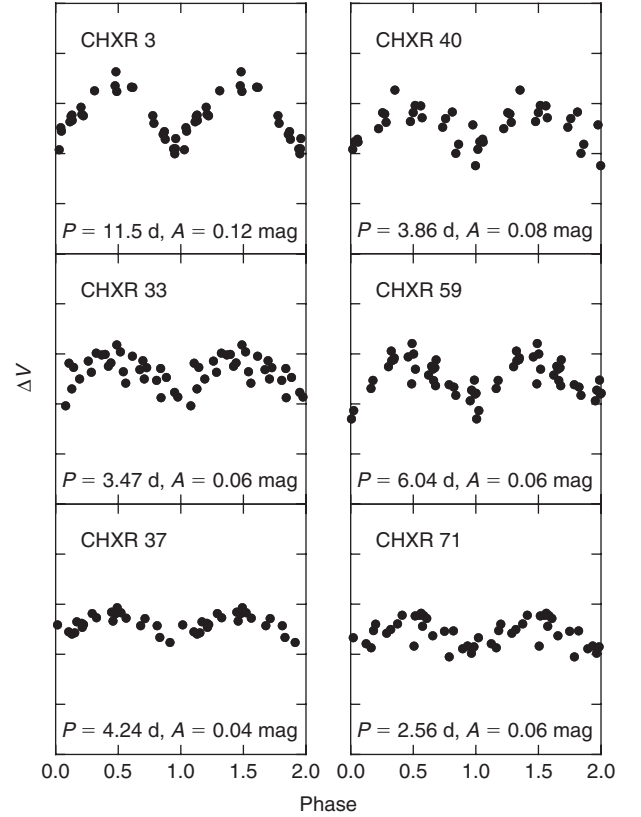 CHXR 3
CHXR 40
P = 11.5 d, A = 0.12 mag
P = 3.86 d, A = 0.08 mag
CHXR 33
CHXR 59
ΔV
P = 3.47 d, A = 0.06 mag
P = 6.04 d, A = 0.06 mag
CHXR 37
CHXR 71
P = 4.24 d, A = 0.04 mag
P = 2.56 d, A = 0.06 mag
0.0 0.5 1.0 1.5 2.0 0.0 0.5 1.0 1.5 2.0
Phase